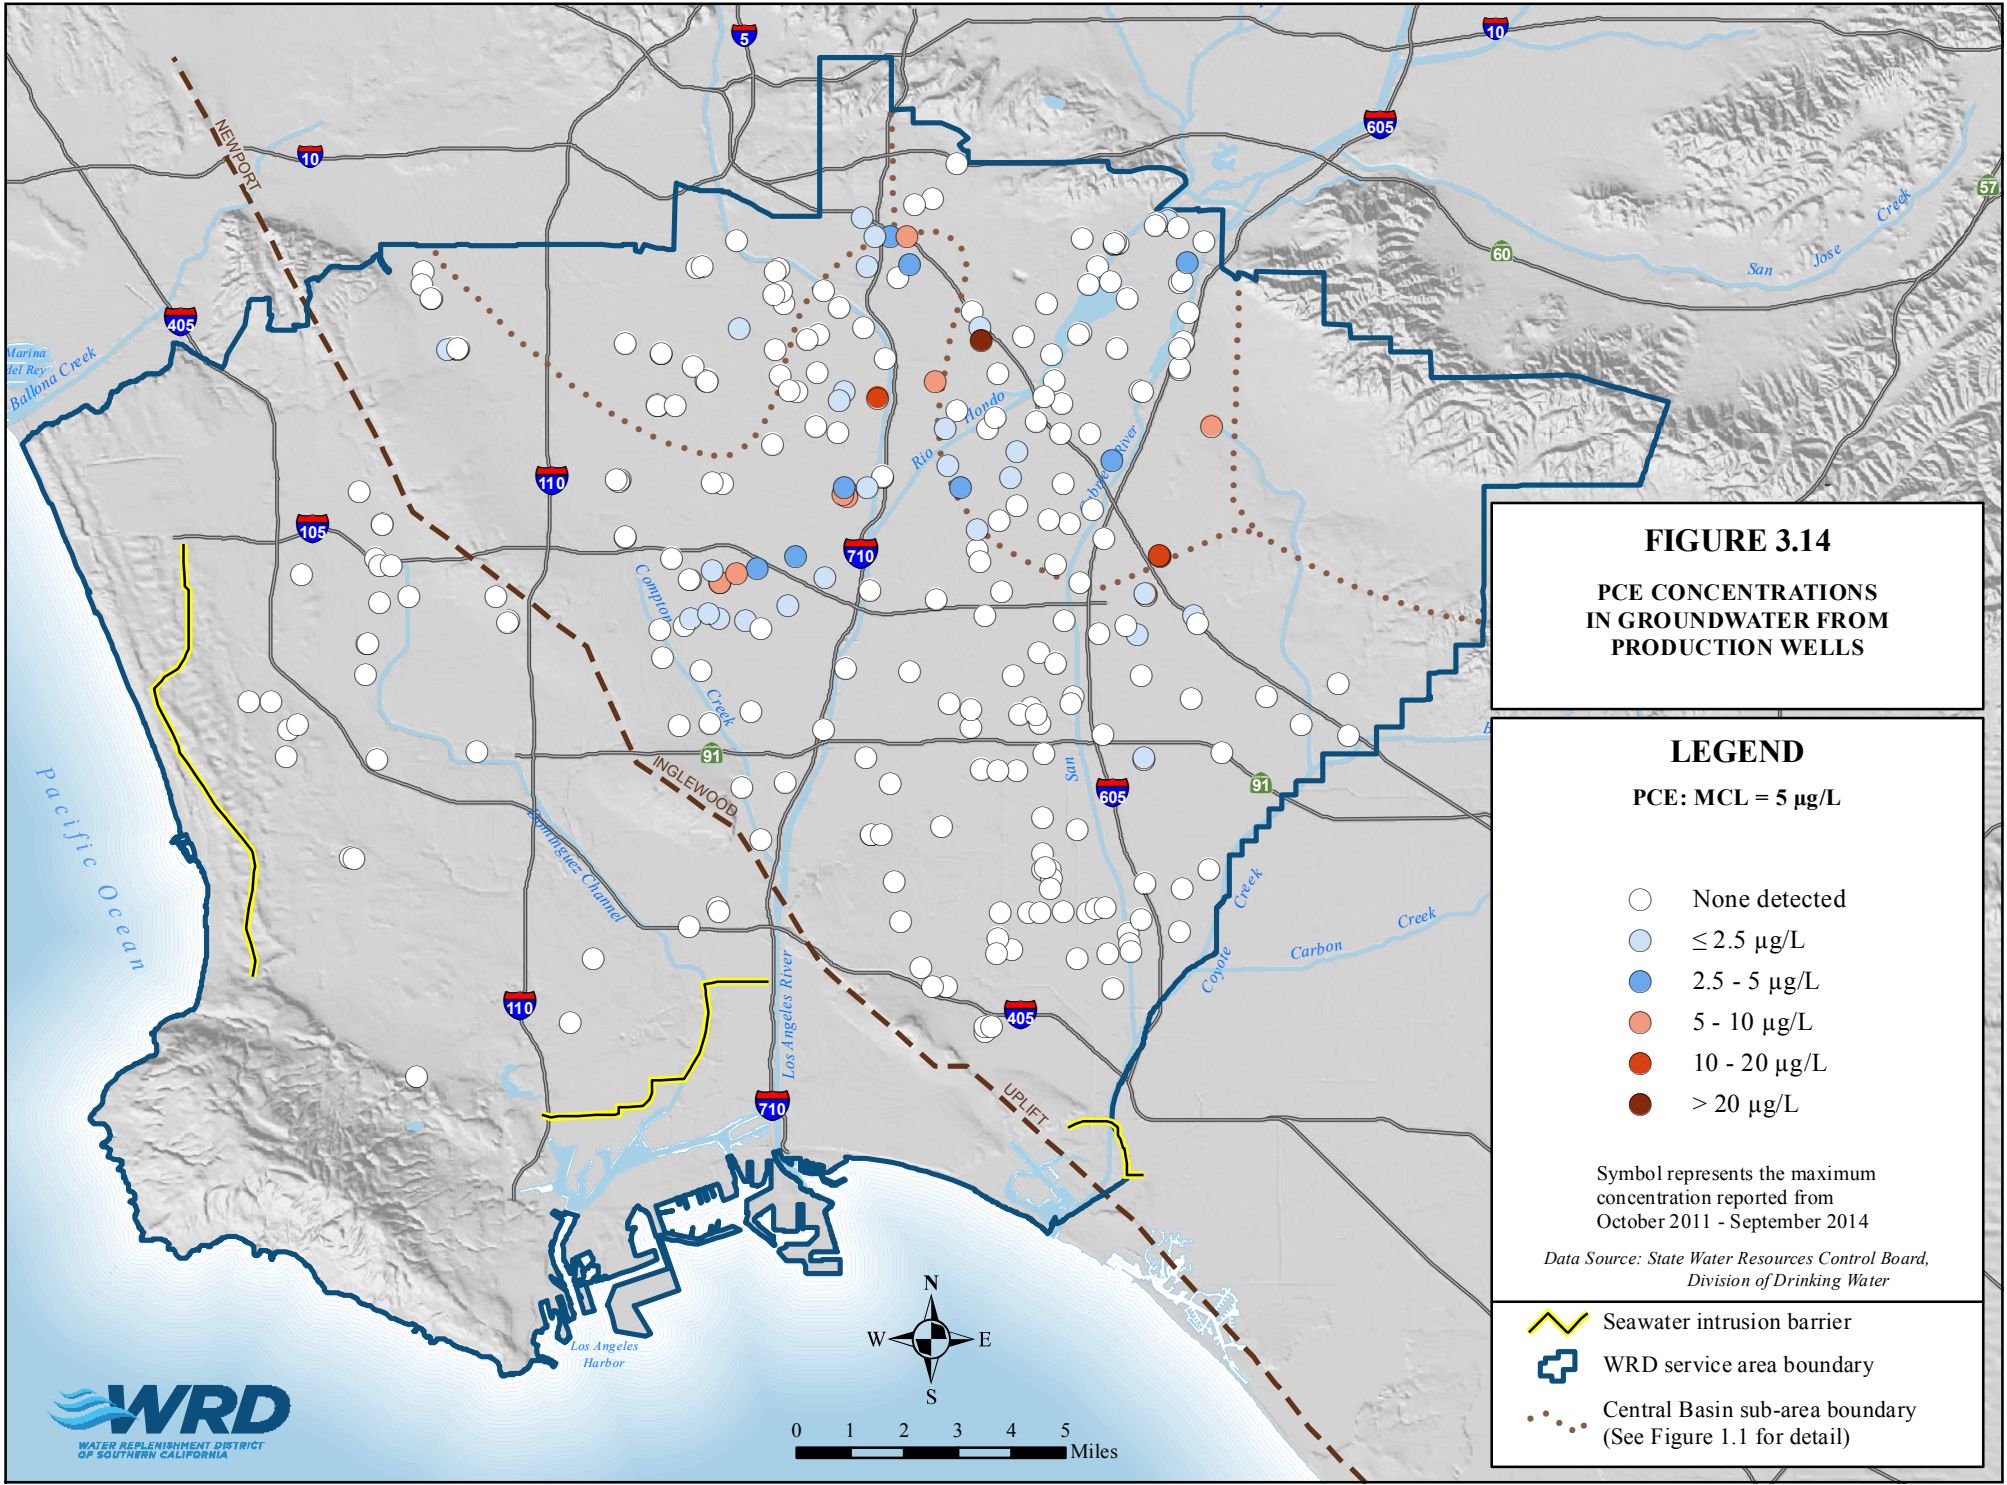 5
10
605
57
10
NEWPORT
Creek
Jose
San
60
405
Marina
del Rey
Ballona Creek
Hondo
Rio
River
110
105
710
FIGURE 3.14
PCE CONCENTRATIONS
IN GROUNDWATER FROM
PRODUCTION WELLS
Compton
Creek
91
INGLEWOOD
San
605
91
Pacific Ocean
Dominguez Channel
Creek
Coyote
Carbon
Creek
110
Los Angeles River
405
710
UPLIFT
LEGEND
PCE: MCL = 5 µg/L
None detected
≤ 2.5 µg/L
2.5 - 5 µg/L
5 - 10 µg/L
10 - 20 µg/L
> 20 µg/L
Symbol represents the maximum
concentration reported from
October 2011 - September 2014
Data Source: State Water Resources Control Board,
Division of Drinking Water
Seawater intrusion barrier
WRD service area boundary
Central Basin sub-area boundary
(See Figure 1.1 for detail)
Los Angeles
Harbor
N
W
E
S
0 1 2 3 4 5
Miles
WRD
WATER REPLENISHMENT DISTRICT
OF SOUTHERN CALIFORNIA